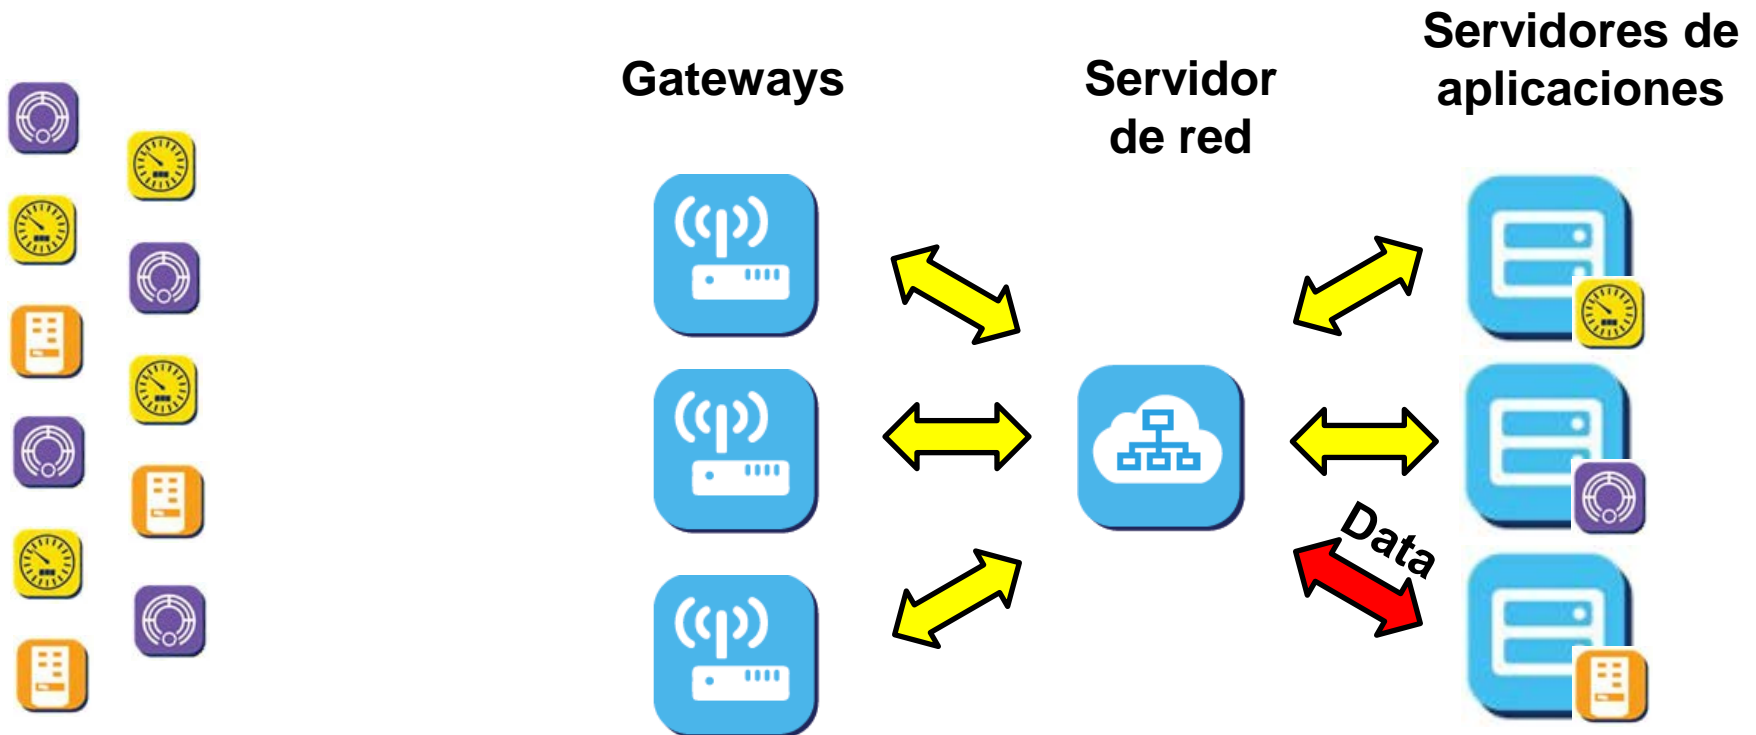 Gateways
Servidor
de red
Servidores de
aplicaciones
Data